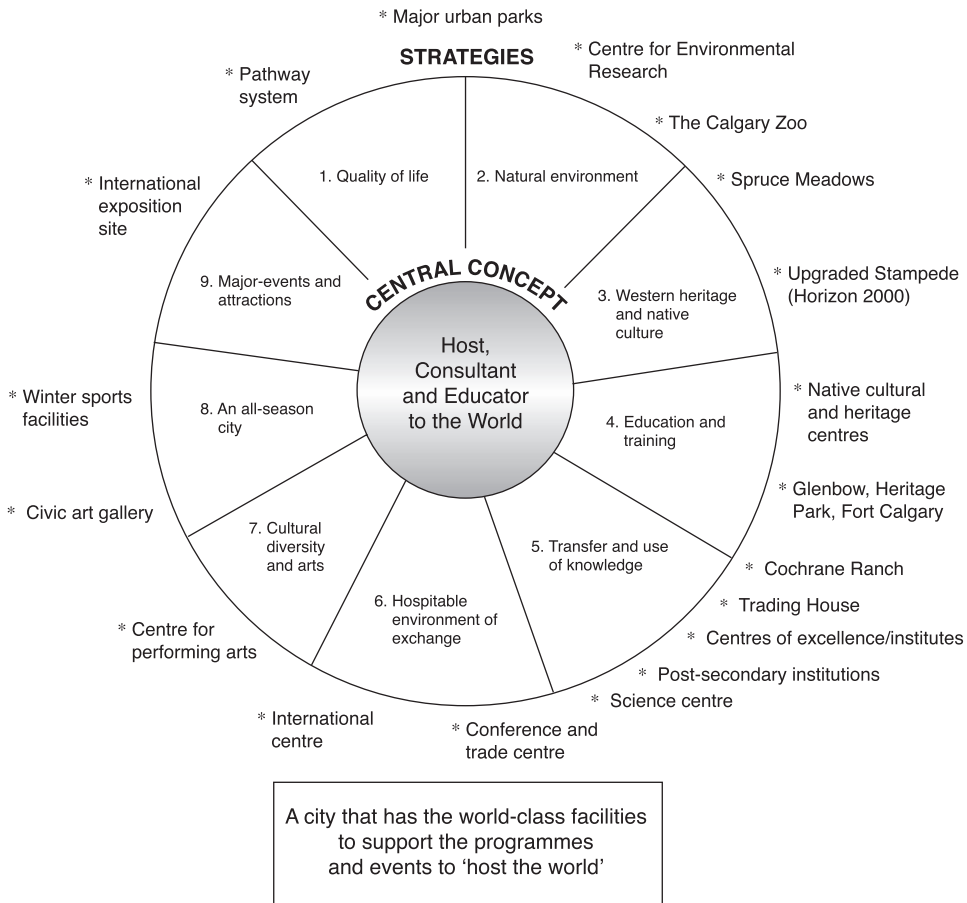 * Major urban parks
STRATEGIES
* Centre for Environmental
Research
* Pathway
system
* The Calgary Zoo
1. Quality of life
2. Natural environment
* Spruce Meadows
* International
exposition
site
CENTRAL CONCEPT
* Upgraded Stampede
(Horizon 2000)
9. Major-events and
attractions
3. Western heritage
and native
culture
Host,
Consultant
and Educator
to the World
* Winter sports
facilities
8. An all-season
city
4. Education and
training
* Native cultural
and heritage
centres
* Glenbow, Heritage
Park, Fort Calgary
* Civic art gallery
7. Cultural
diversity
and arts
5. Transfer and use
of knowledge
* Cochrane Ranch
6. Hospitable
environment of
exchange
* Trading House
* Centre for
performing arts
* Centres of excellence/institutes
* Post-secondary institutions
* Science centre
* International
centre
* Conference and
trade centre
A city that has the world-class facilities
to support the programmes
and events to ‘host the world’